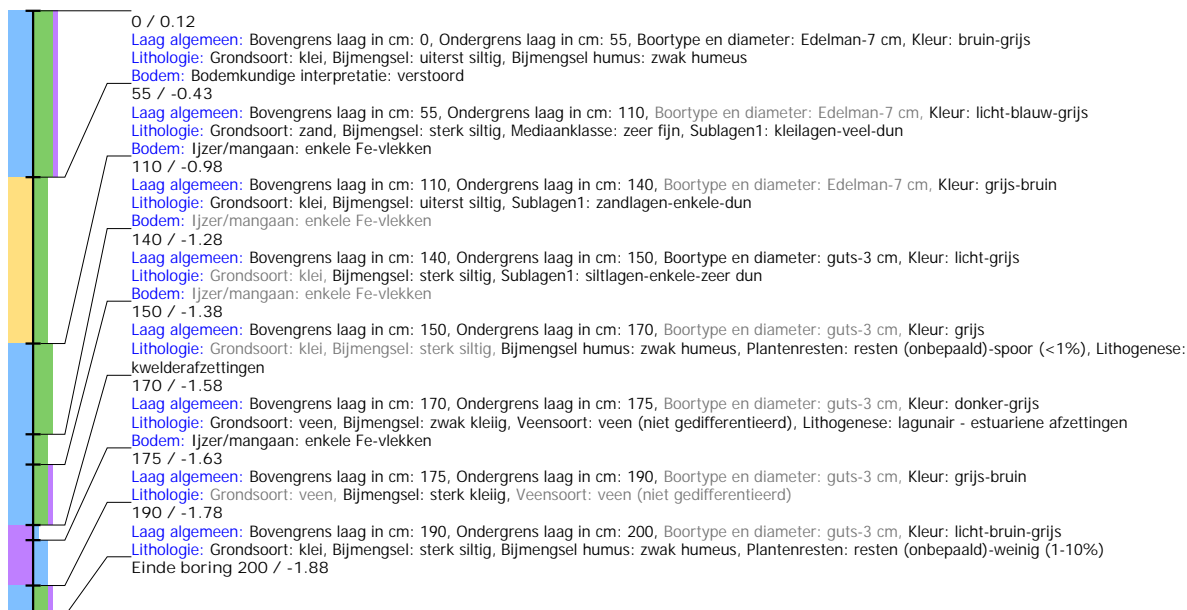 0 / 0.12
Laag algemeen: Bovengrens laag in cm: 0, Ondergrens laag in cm: 55, Boortype en diameter: Edelman-7 cm, Kleur: bruin-grijs
Lithologie: Grondsoort: klei, Bijmengsel: uiterst siltig, Bijmengsel humus: zwak humeus
Bodem: Bodemkundige interpretatie: verstoord
55 / -0.43
Laag algemeen: Bovengrens laag in cm: 55, Ondergrens laag in cm: 110, Boortype en diameter: Edelman-7 cm, Kleur: licht-blauw-grijs
Lithologie: Grondsoort: zand, Bijmengsel: sterk siltig, Mediaanklasse: zeer fijn, Sublagen1: kleilagen-veel-dun
Bodem: Ijzer/mangaan: enkele Fe-vlekken
110 / -0.98
Laag algemeen: Bovengrens laag in cm: 110, Ondergrens laag in cm: 140, Boortype en diameter: Edelman-7 cm, Kleur: grijs-bruin
Lithologie: Grondsoort: klei, Bijmengsel: uiterst siltig, Sublagen1: zandlagen-enkele-dun
Bodem: Ijzer/mangaan: enkele Fe-vlekken
140 / -1.28
Laag algemeen: Bovengrens laag in cm: 140, Ondergrens laag in cm: 150, Boortype en diameter: guts-3 cm, Kleur: licht-grijs
Lithologie: Grondsoort: klei, Bijmengsel: sterk siltig, Sublagen1: siltlagen-enkele-zeer dun
Bodem: Ijzer/mangaan: enkele Fe-vlekken
150 / -1.38
Laag algemeen: Bovengrens laag in cm: 150, Ondergrens laag in cm: 170, Boortype en diameter: guts-3 cm, Kleur: grijs
Lithologie: Grondsoort: klei, Bijmengsel: sterk siltig, Bijmengsel humus: zwak humeus, Plantenresten: resten (onbepaald)-spoor (<1%), Lithogenese:
kwelderafzettingen
170 / -1.58
Laag algemeen: Bovengrens laag in cm: 170, Ondergrens laag in cm: 175, Boortype en diameter: guts-3 cm, Kleur: donker-grijs
Lithologie: Grondsoort: veen, Bijmengsel: zwak kleiig, Veensoort: veen (niet gedifferentieerd), Lithogenese: lagunair - estuariene afzettingen
Bodem: Ijzer/mangaan: enkele Fe-vlekken
175 / -1.63
Laag algemeen: Bovengrens laag in cm: 175, Ondergrens laag in cm: 190, Boortype en diameter: guts-3 cm, Kleur: grijs-bruin
Lithologie: Grondsoort: veen, Bijmengsel: sterk kleiig, Veensoort: veen (niet gedifferentieerd)
190 / -1.78
Laag algemeen: Bovengrens laag in cm: 190, Ondergrens laag in cm: 200, Boortype en diameter: guts-3 cm, Kleur: licht-bruin-grijs
Lithologie: Grondsoort: klei, Bijmengsel: sterk siltig, Bijmengsel humus: zwak humeus, Plantenresten: resten (onbepaald)-weinig (1-10%)
Einde boring 200 / -1.88